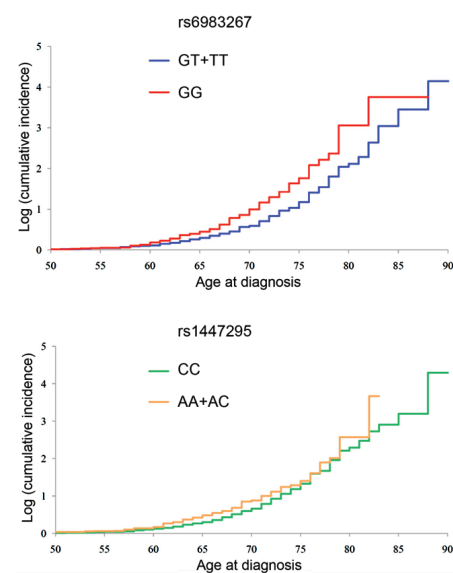 rs6983267
5
4
3
2
1
0
Log (cumulative incidence)
GT+TT
GG
50 55 60 65 70 75 80 85 90
Age at diagnosis
rs1447295
5
4
3
2
1
0
Log (cumulative incidence)
CC
AA+AC
50 55 60 65 70 75 80 85 90
Age at diagnosis